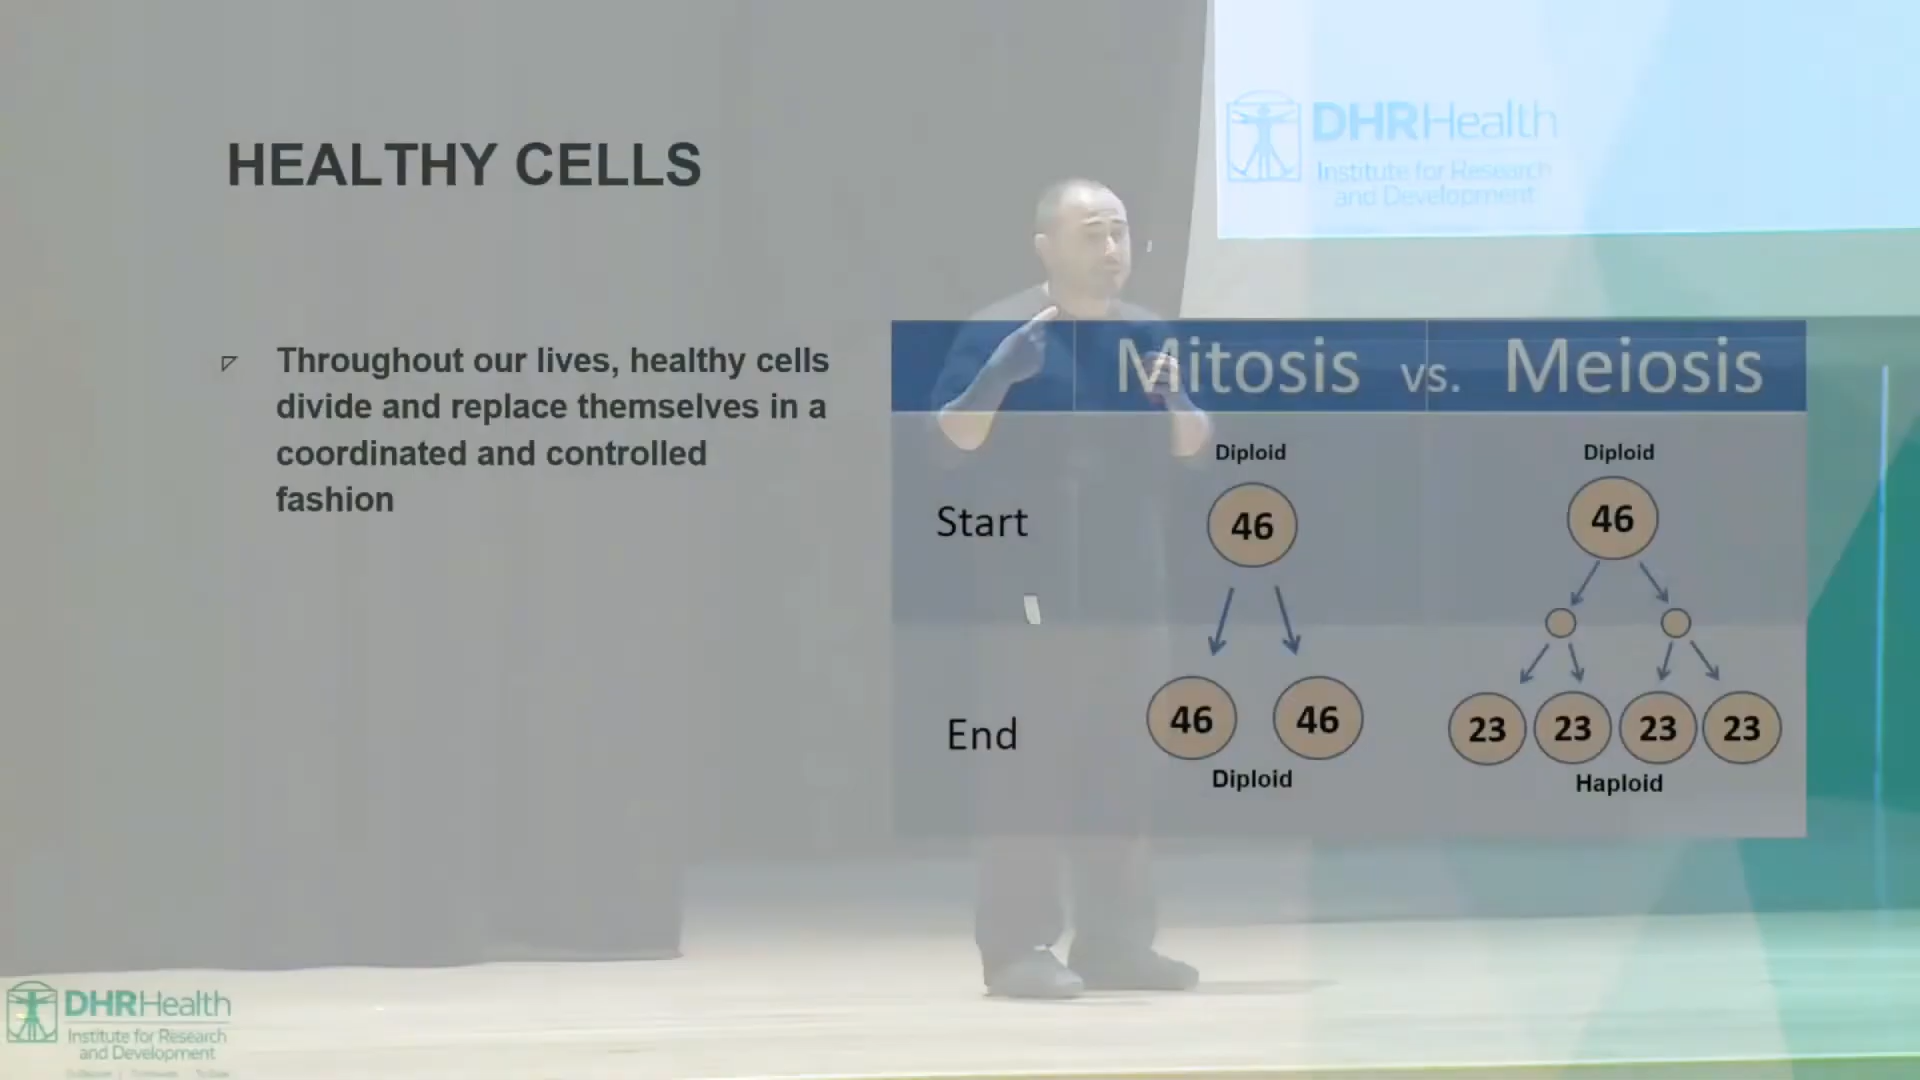 DHRHealth
Institute for Research
and Development
HEALTHY CELLS
Throughout our lives, healthy cells
divide and replace themselves in a
coordinated and controlled
fashion
Mitosis vs. Meiosis
Diploid Diploid
Start 46 46
46 46 23 23 23 23
End
Diploid Haploid
DHRHealth
Institute for Research
and Development